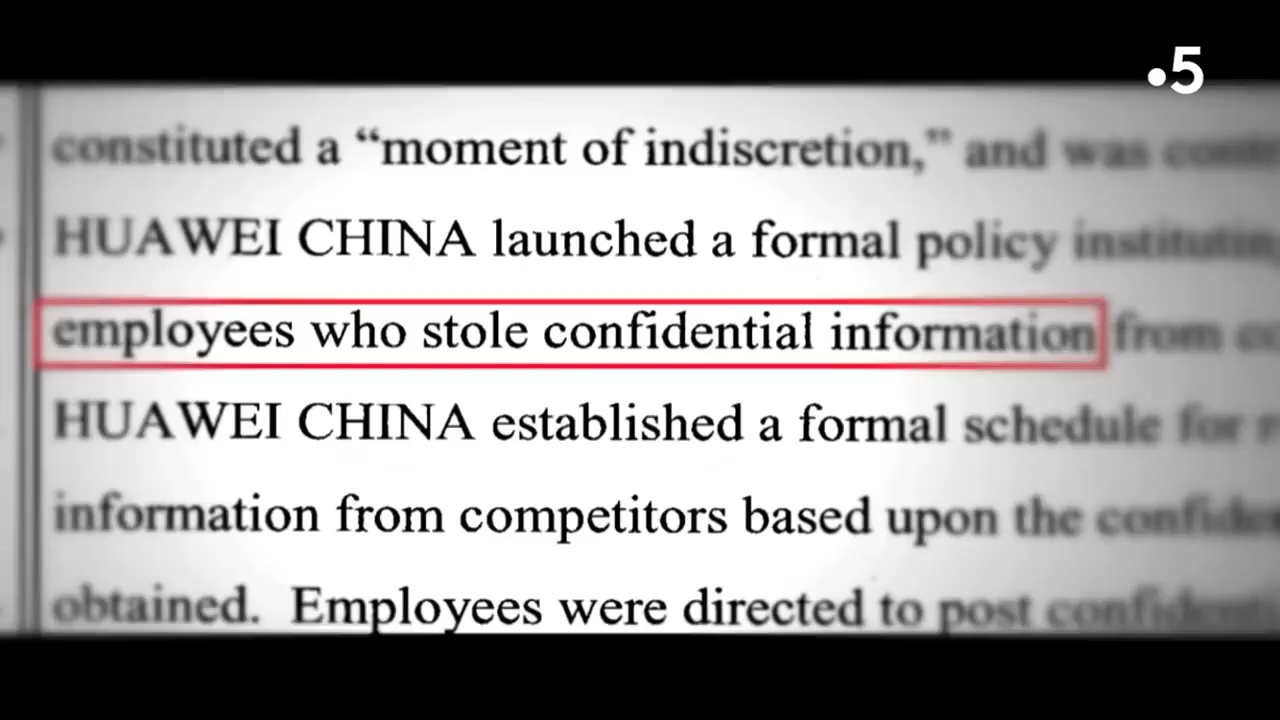 •5
constituted a “moment of indiscretion,” and was
HUAWEI CHINA launched a formal policy
employees who stole confidential information from
HUAWEI CHINA established a formal schedule for
information from competitors based upon the
obtained. Employees were directed to post